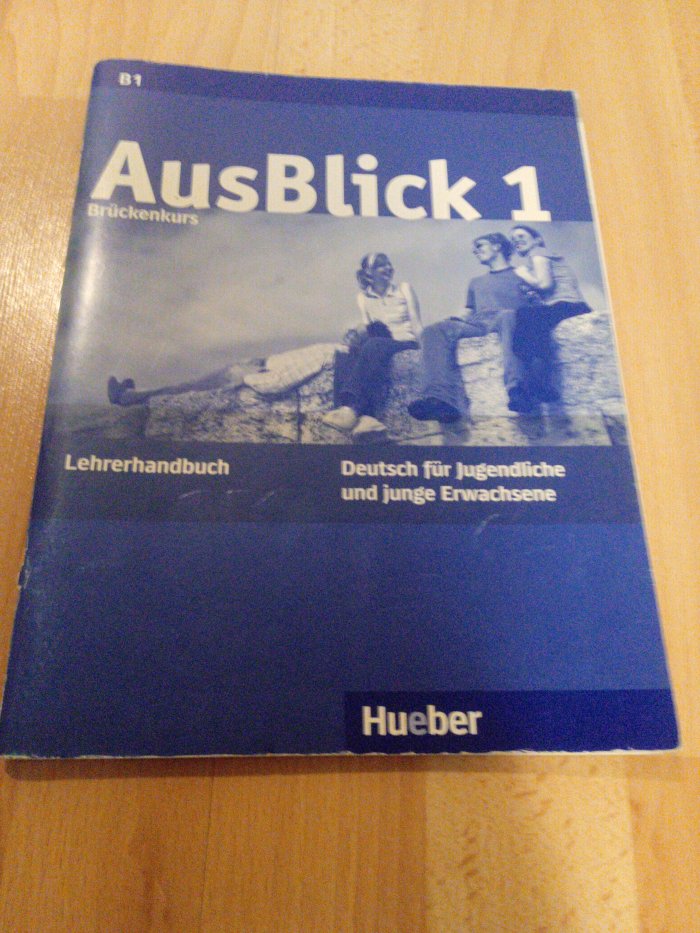 B1
AusBlick 1
Brückenkurs
Lehrerhandbuch
Deutsch für Jugendliche
und junge Erwachsene
Hueber